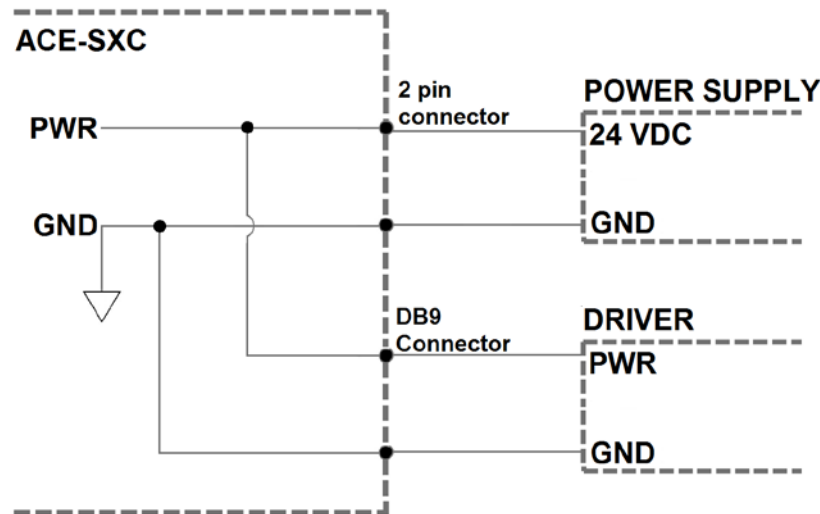 ACE-SXC
2 pin
connector
POWER SUPPLY
PWR
24 VDC
GND
GND
DB9
Connector
DRIVER
PWR
GND